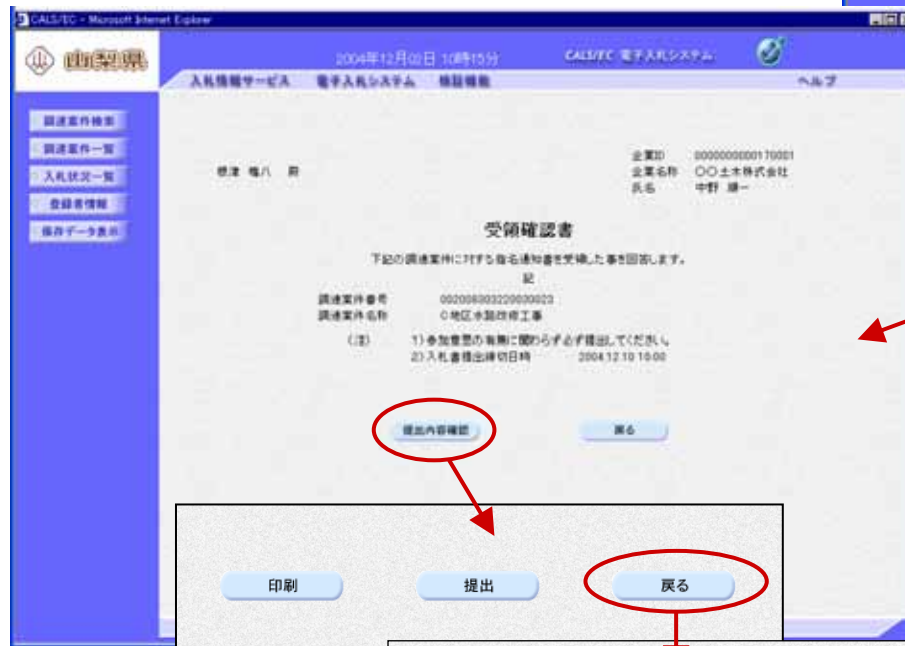 CALS/EC - Microsoft Internet Explorer
山梨県
2004年12月02日 10時15分
CALS/EC 電子入札システム
入札情報サービス 電子入札システム 検証機能 ヘルプ
調達案件検索
調達案件一覧
入札状況一覧
登録者情報
保存データ表示
根津 権八 殿
企業ID 0000000000170001
企業名称 〇〇土木株式会社
氏名 中野 順一
受領確認書
下記の調達案件に対する指名通知書を受領した事を回答します。
記
調達案件番号 002008303220030023
調達案件名称 C地区水路改修工事
(注) 1)参加意思の有無に関わらず必ず提出してください。
2)入札書提出締切日時 2004.12.10 10:00
提出内容確認 戻る
印刷 提出 戻る